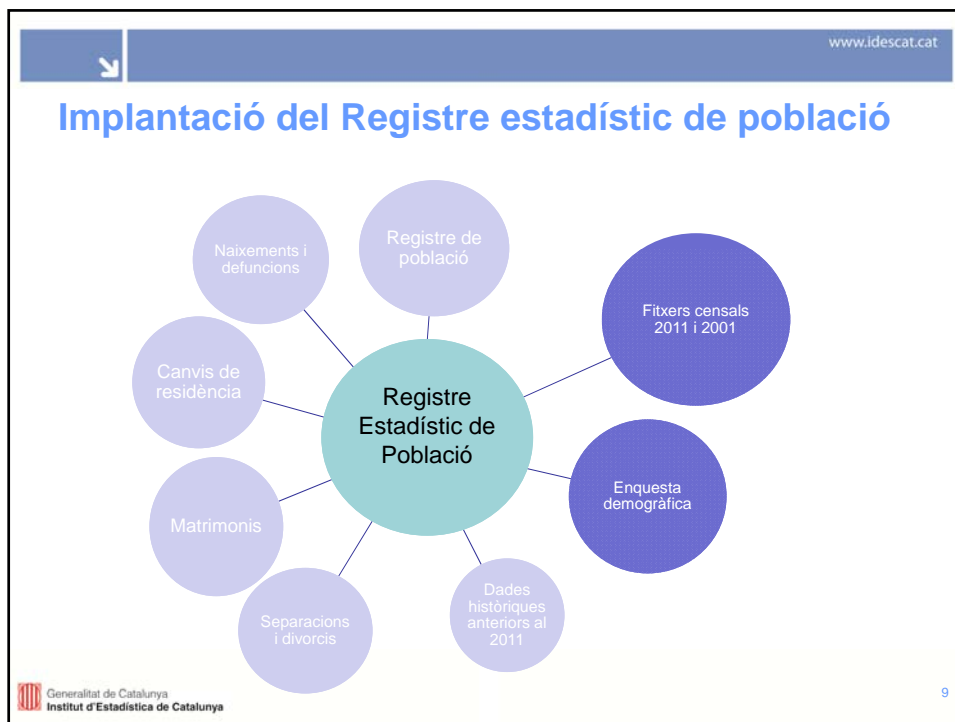 www.idescat.cat
Implantació del Registre estadístic de població
Naixements i
defuncions
Registre de
població
Fitxers censals
2011 i 2001
Canvis de
residència
Registre
Estadístic de
Població
Enquesta
demogràfica
Matrimonis
Separacions
i divorcis
Dades
històriques
anteriors al
2011
Generalitat de Catalunya
Institut d'Estadística de Catalunya
9